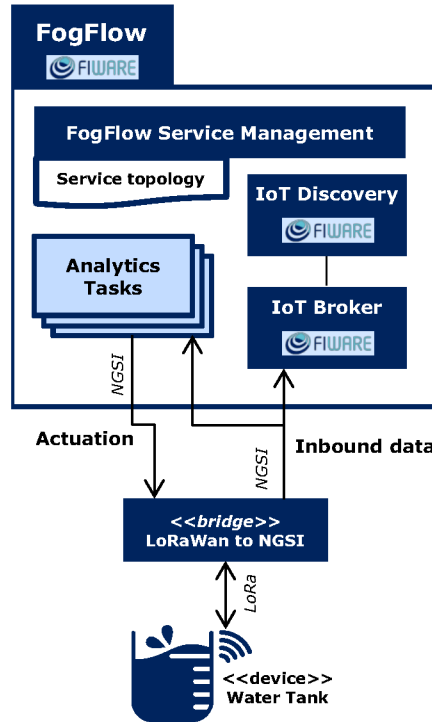 FogFlow
FIWARE
FogFlow Service Management
Service topology
IoT Discovery
FIWARE
Analytics
Tasks
IoT Broker
FIWARE
NGSI
Actuation
Inbound data
NGSI
<<bridge>>
LoRaWan to NGSI
LoRa
<<device>>
Water Tank